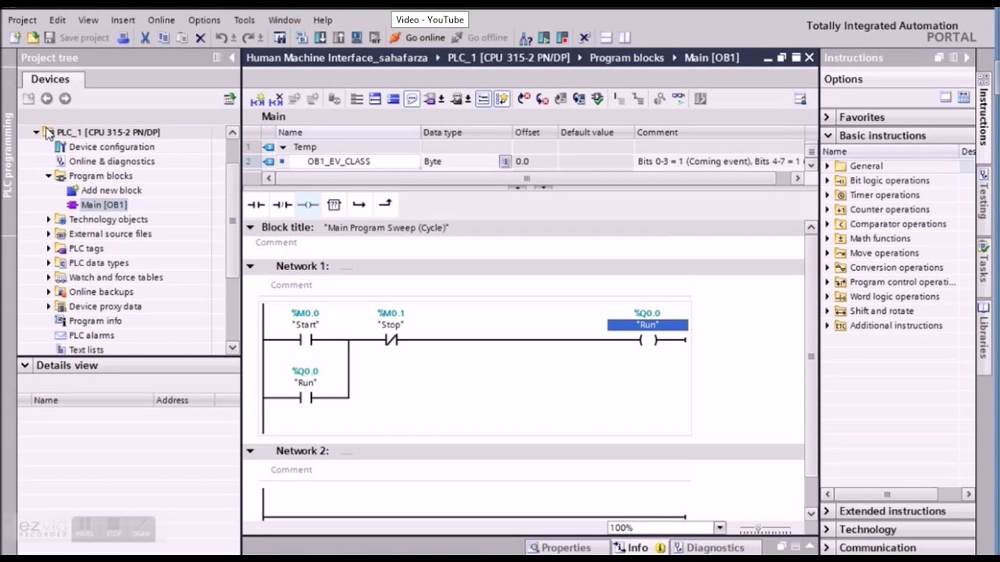 Video - YouTube
Project Edit View Insert Online Options Tools Window Help
Totally Integrated Automation
PORTAL
Save project Go online Go offline
Project tree
Devices
PLC programming
PLC_1 [CPU 315-2 PN/DP]
Device configuration
Online & diagnostics
Program blocks
Add new block
Main [OB1]
Technology objects
External source files
PLC tags
PLC data types
Watch and force tables
Online backups
Device proxy data
Program info
PLC alarms
Text lists
Details view
Name Address
ezvid
RECORDER
PAUSE STOP DRAW
Human Machine Interface_sahafarza PLC_1 [CPU 315-2 PN/DP] Program blocks Main [OB1]
Main
Name Data type Offset Default value Comment
1 Temp
2 OB1_EV_CLASS Byte 0.0 Bits 0-3 = 1 (Coming event), Bits 4-7 = 1 (
Block title: "Main Program Sweep (Cycle)"
Comment
Network 1: .....
Comment
%M0.0 %M0.1 %Q0.0
"Start" "Stop" "Run"
%Q0.0
"Run"
Network 2: .....
Comment
100%
Properties Info Diagnostics
Instructions
Options
Favorites
Basic instructions
Name Des
General
Bit logic operations
Timer operations
Counter operations
Comparator operations
Math functions
Move operations
Conversion operations
Program control operati...
Word logic operations
Shift and rotate
Additional instructions
Extended instructions
Technology
Communication
Instructions
Testing
Tasks
Libraries